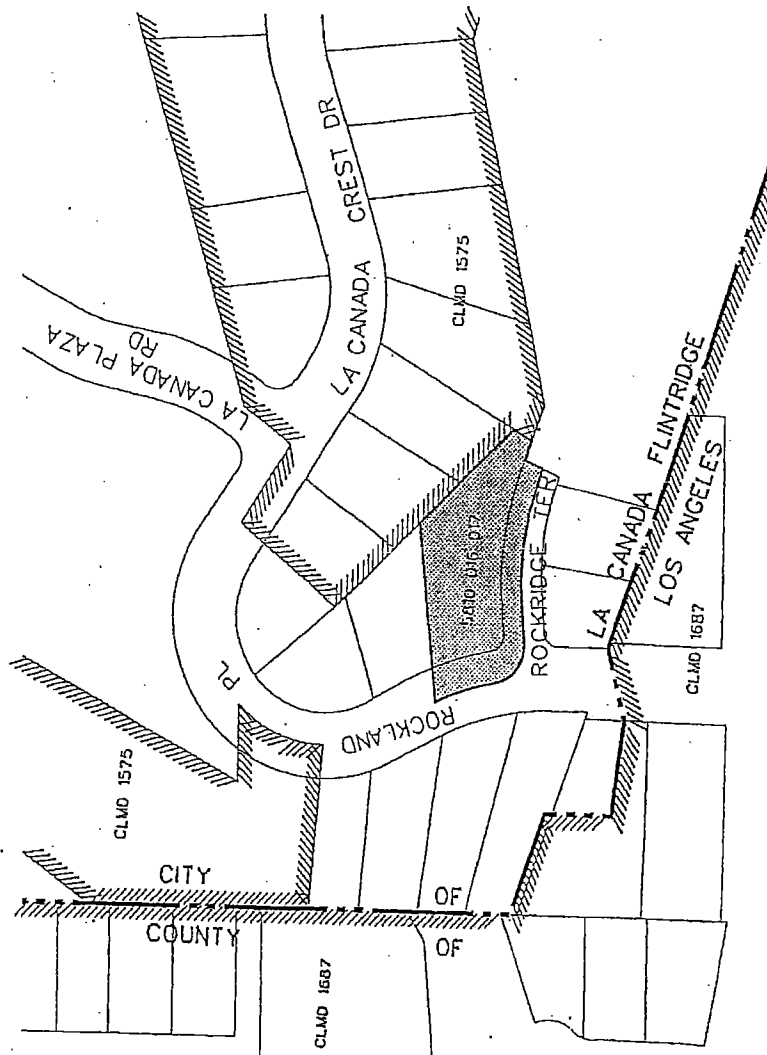 LA CANADA PLAZA
RD
LA CANADA CREST DR
CLMD 1575
5810-016-017
ROCKRIDGE TER
LA CANADA FLINTRIDGE
LOS ANGELES
CLMD 1687
ROCKLAND PL
CLMD 1575
CITY OF
COUNTY OF
CLMD 1687